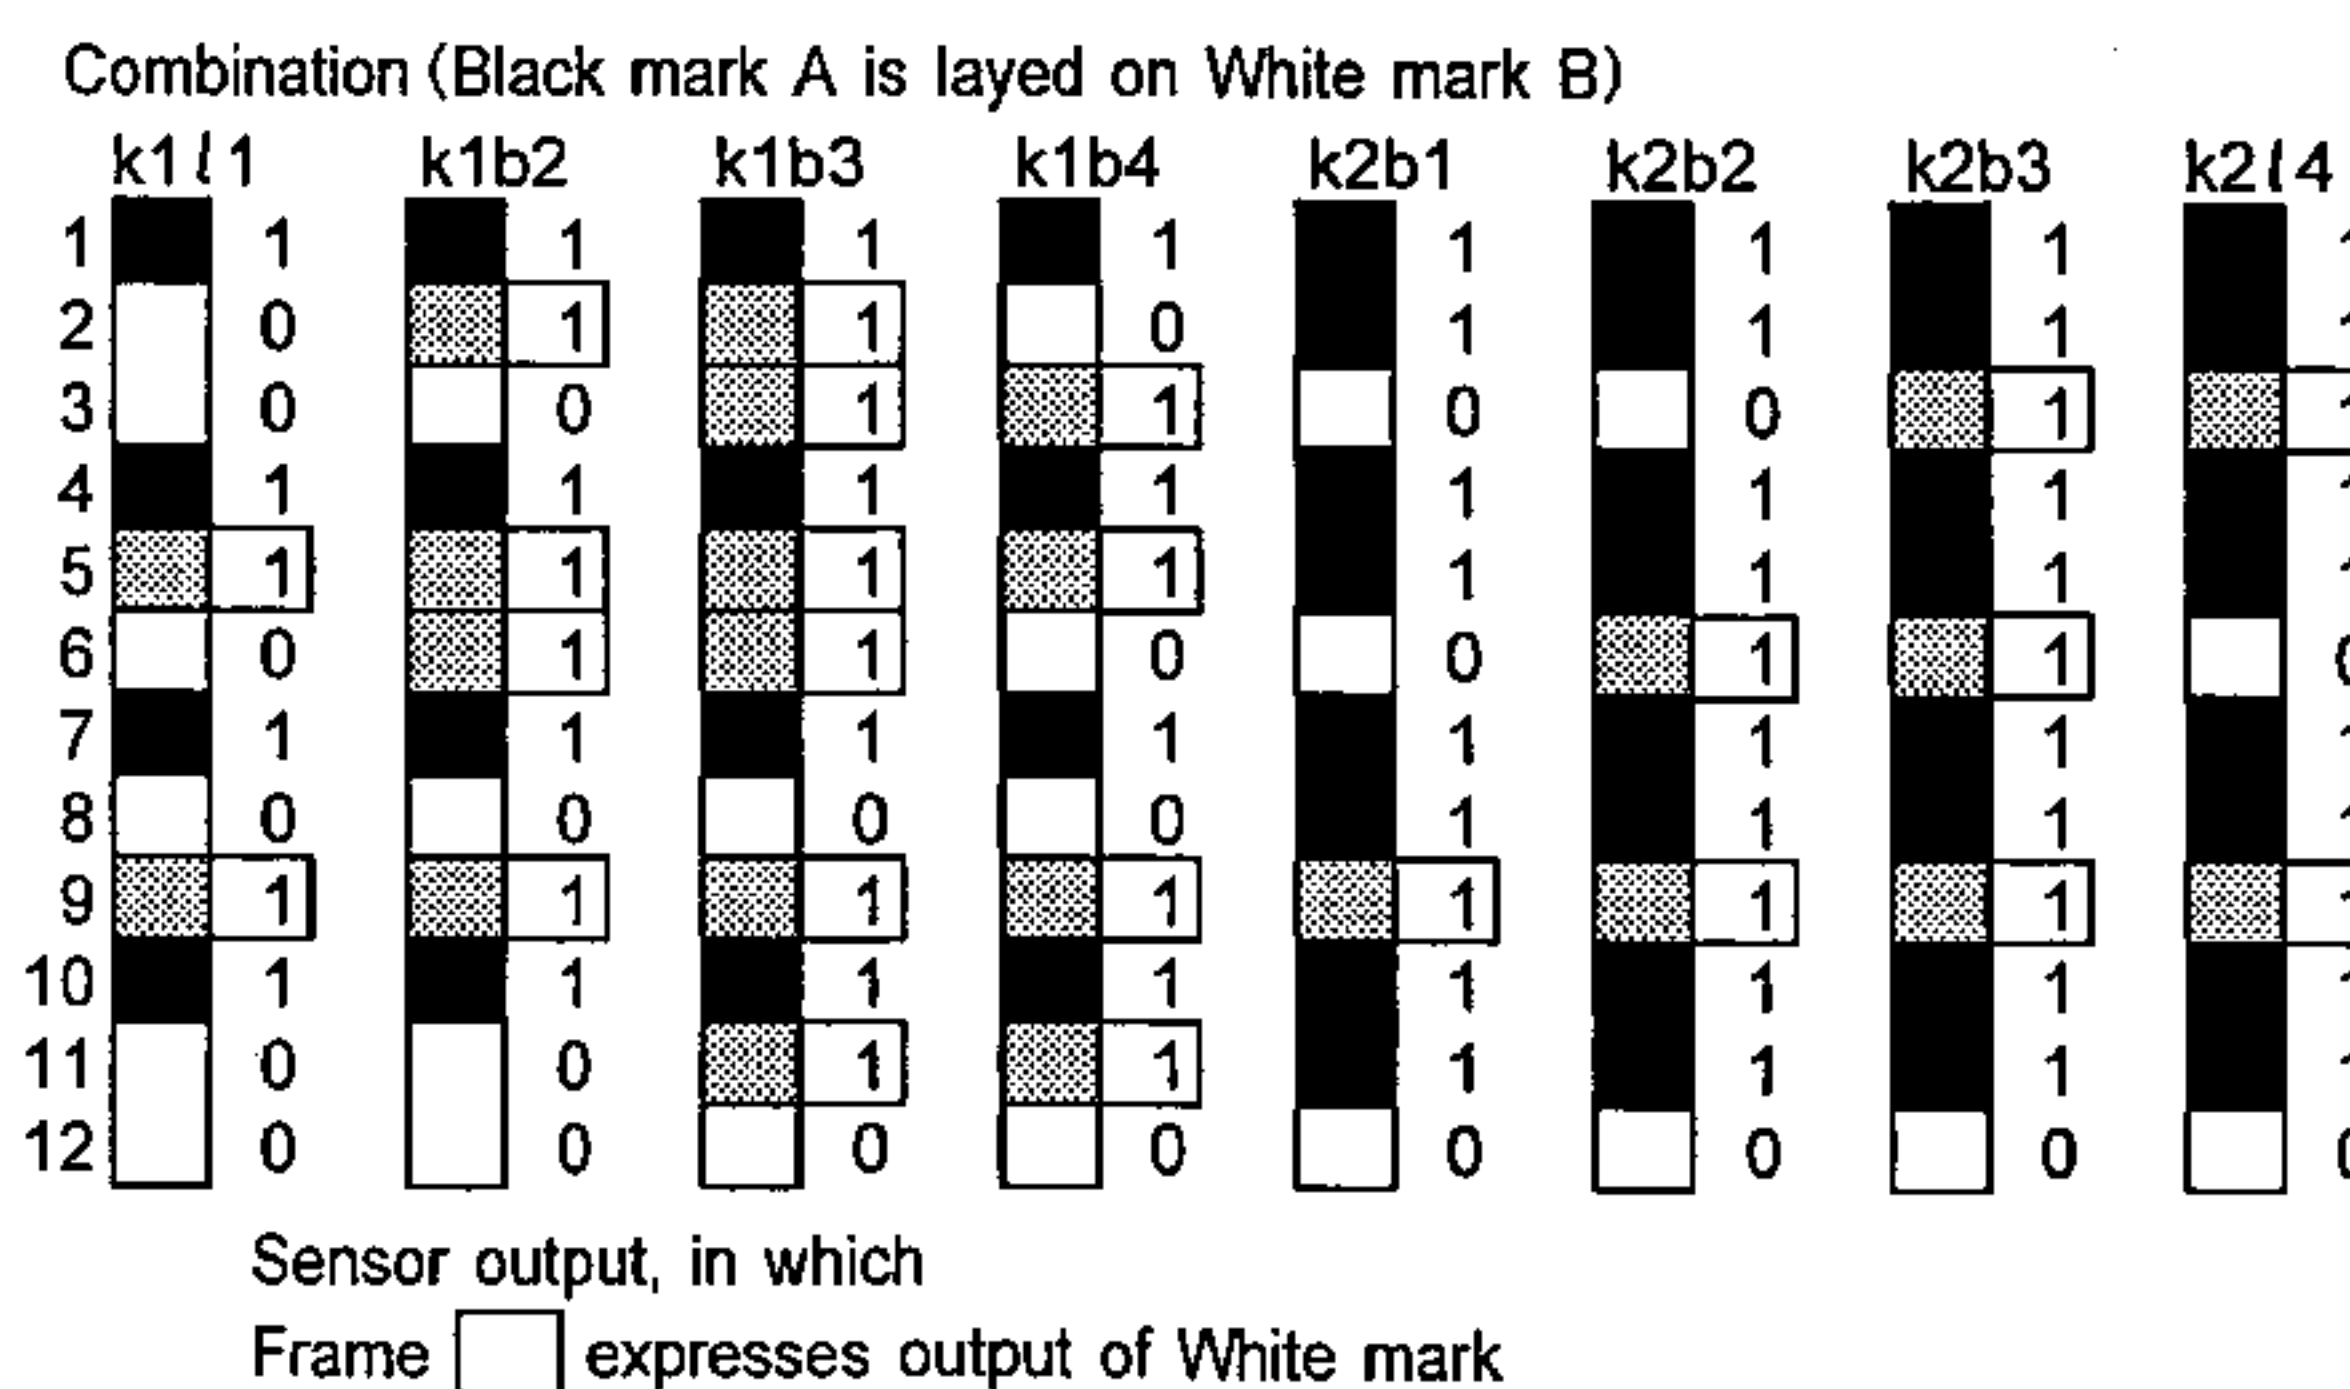 Combination (Black mark A is layed on White mark B)
k1l1 k1b2 k1b3 k1b4 k2b1 k2b2 k2b3 k2l4
1 1 1 1 1 1 1 1
2 0 1 1 0 1 1 1
3 0 0 1 1 0 0 1
4 1 1 1 1 1 1 1
5 1 1 1 1 1 1 1
6 0 1 1 0 0 1 1
7 1 1 1 1 1 1 1
8 0 0 0 0 1 1 1
9 1 1 1 1 1 1 1
10 1 1 1 1 1 1 1
11 0 0 1 1 1 1 1
12 0 0 0 0 0 0 0
Sensor output, in which
Frame expresses output of White mark